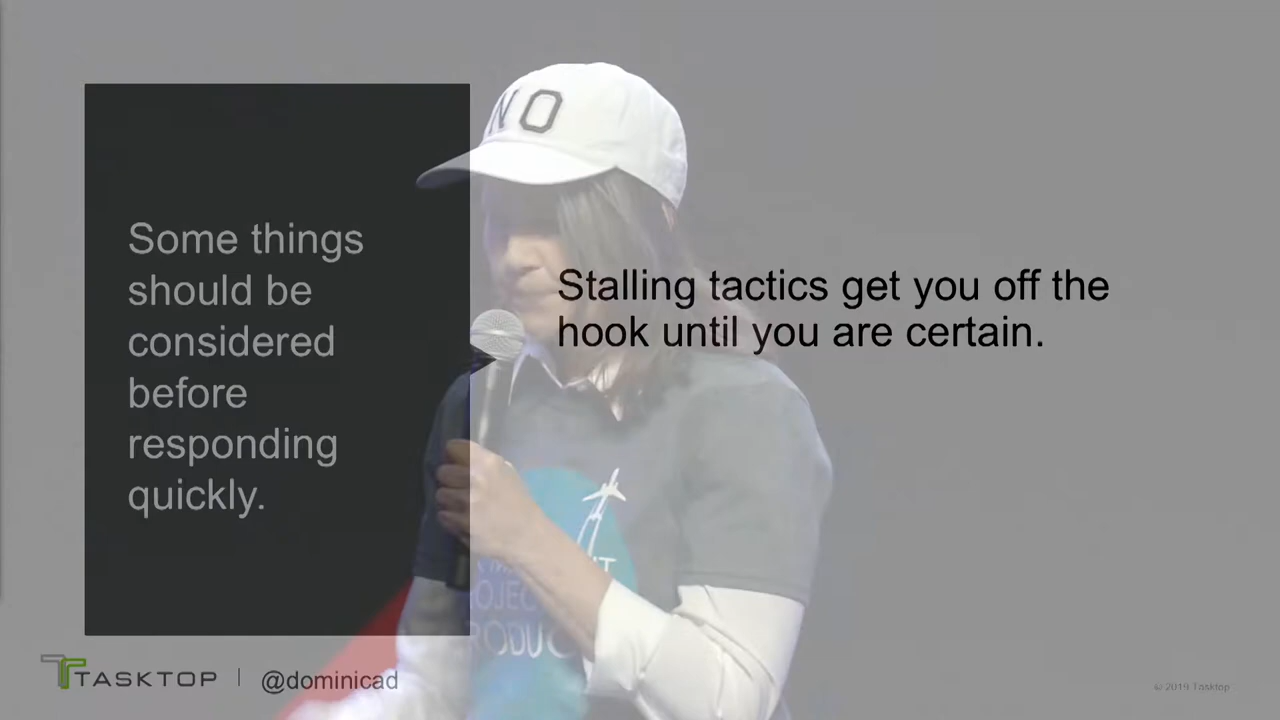 NO
Some things
should be
considered
before
responding
quickly.
Stalling tactics get you off the
hook until you are certain.
TASKTOP
@dominicad
© 2019 Tasktop